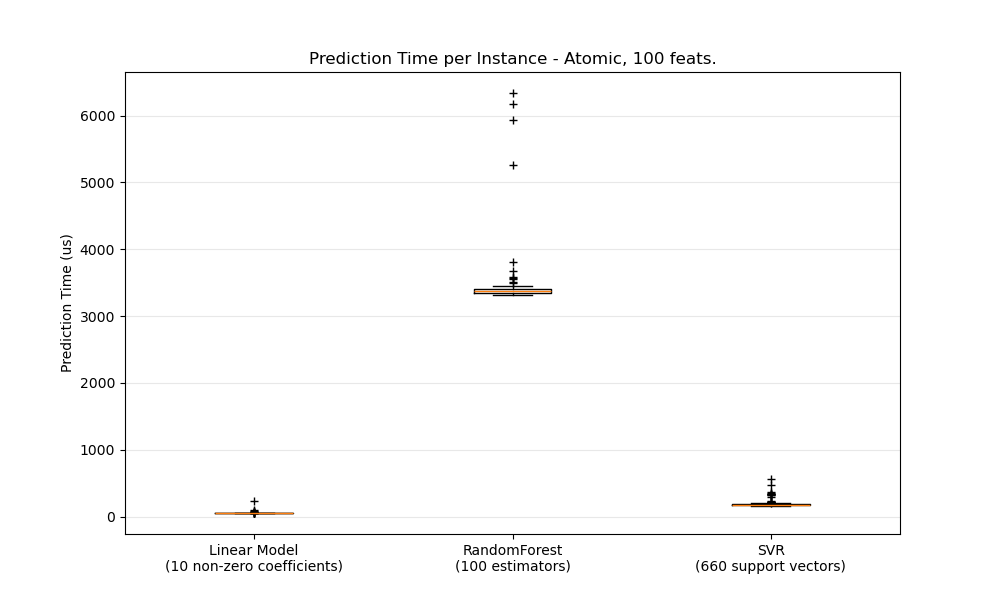 Prediction Time per Instance - Atomic, 100 feats.
Prediction Time (us)
6000
5000
4000
3000
2000
1000
0
Linear Model
(10 non-zero coefficients)
RandomForest
(100 estimators)
SVR
(660 support vectors)